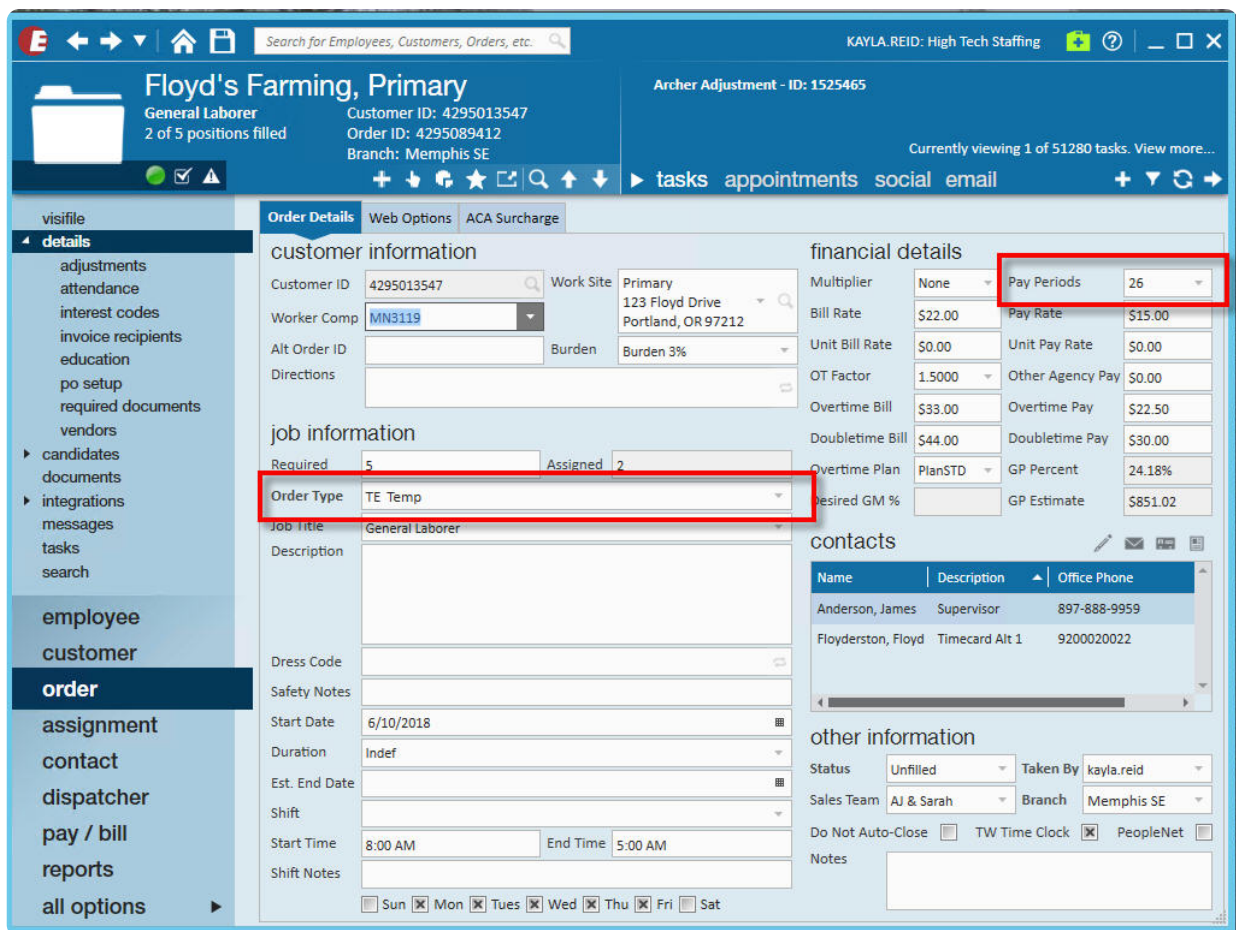 E
Search for Employees, Customers, Orders, etc.
KAYLA.REID: High Tech Staffing
Floyd's Farming, Primary
General Laborer
Customer ID: 4295013547
2 of 5 positions filled
Order ID: 4295089412
Branch: Memphis SE
Archer Adjustment - ID: 1525465
Currently viewing 1 of 51280 tasks. View more...
tasks appointments social email
visifile
details
adjustments
attendance
interest codes
invoice recipients
education
po setup
required documents
vendors
candidates
documents
integrations
messages
tasks
search
employee
customer
order
assignment
contact
dispatcher
pay / bill
reports
all options
Order Details Web Options ACA Surcharge
customer information
Customer ID 4295013547
Work Site Primary
123 Floyd Drive
Portland, OR 97212
Worker Comp MN3119
Alt Order ID
Burden Burden 3%
Directions
job information
Required 5 Assigned 2
Order Type TE Temp
Job Title General Laborer
Description
Dress Code
Safety Notes
Start Date 6/10/2018
Duration Indef
Est. End Date
Shift
Start Time 8:00 AM End Time 5:00 AM
Shift Notes
Sun Mon Tues Wed Thu Fri Sat
financial details
Multiplier None Pay Periods 26
Bill Rate $22.00 Pay Rate $15.00
Unit Bill Rate $0.00 Unit Pay Rate $0.00
OT Factor 1.5000 Other Agency Pay $0.00
Overtime Bill $33.00 Overtime Pay $22.50
Doubletime Bill $44.00 Doubletime Pay $30.00
Overtime Plan PlanSTD GP Percent 24.18%
Desired GM % GP Estimate $851.02
contacts
Name Description Office Phone
Anderson, James Supervisor 897-888-9959
Floyderston, Floyd Timecard Alt 1 9200020022
other information
Status Unfilled Taken By kayla.reid
Sales Team AJ & Sarah Branch Memphis SE
Do Not Auto-Close TW Time Clock PeopleNet
Notes